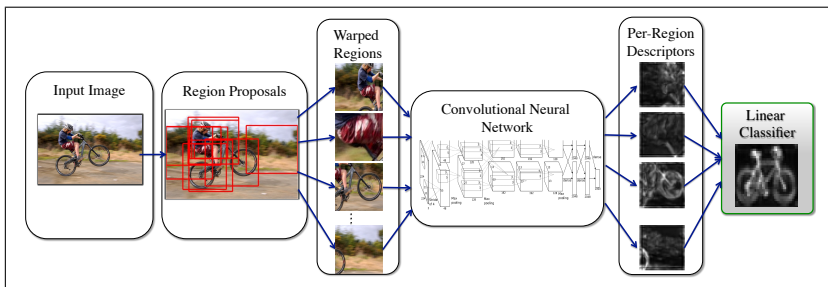 Input Image
Region Proposals
Warped
Regions
⋮
Convolutional Neural
Network
Per-Region
Descriptors
Linear
Classifier